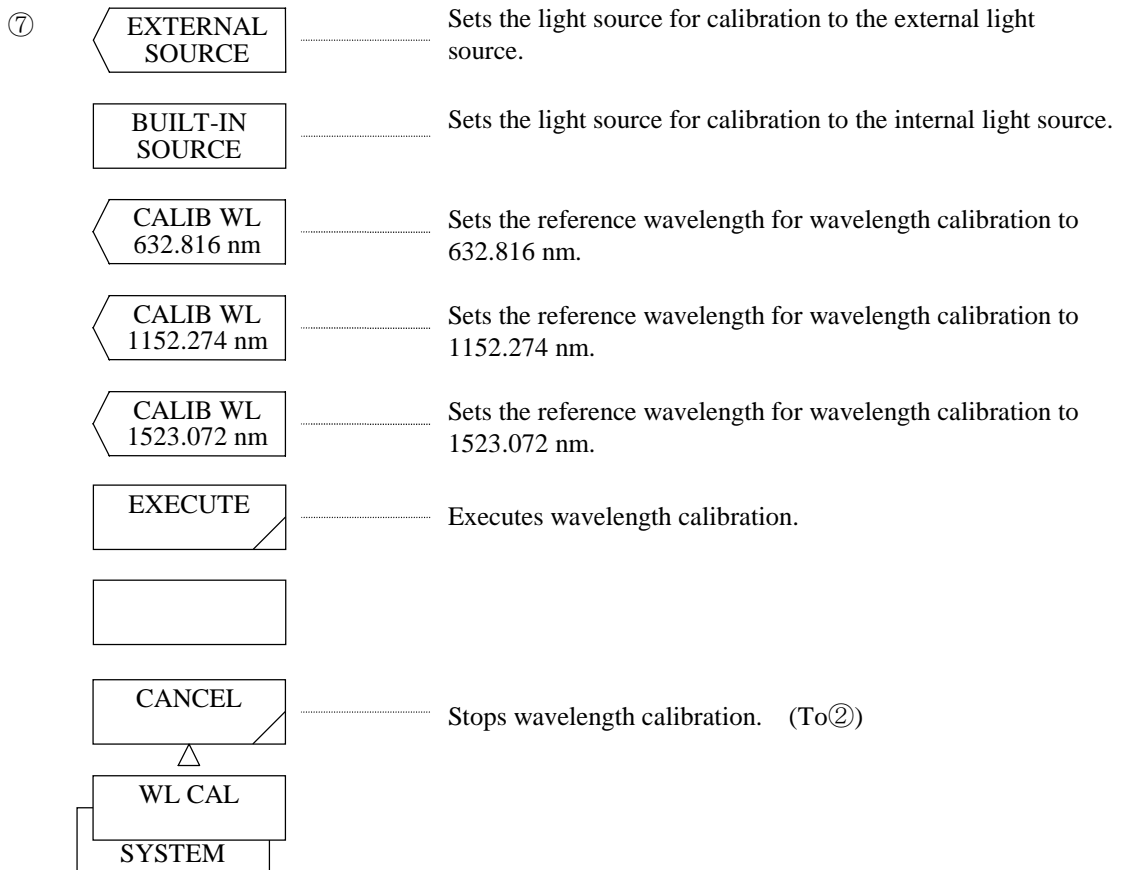 ⑦
EXTERNAL
SOURCE
Sets the light source for calibration to the external light
source.
BUILT-IN
SOURCE
Sets the light source for calibration to the internal light source.
CALIB WL
632.816 nm
Sets the reference wavelength for wavelength calibration to
632.816 nm.
CALIB WL
1152.274 nm
Sets the reference wavelength for wavelength calibration to
1152.274 nm.
CALIB WL
1523.072 nm
Sets the reference wavelength for wavelength calibration to
1523.072 nm.
EXECUTE
Executes wavelength calibration.
CANCEL
Stops wavelength calibration. (To②)
WL CAL
SYSTEM